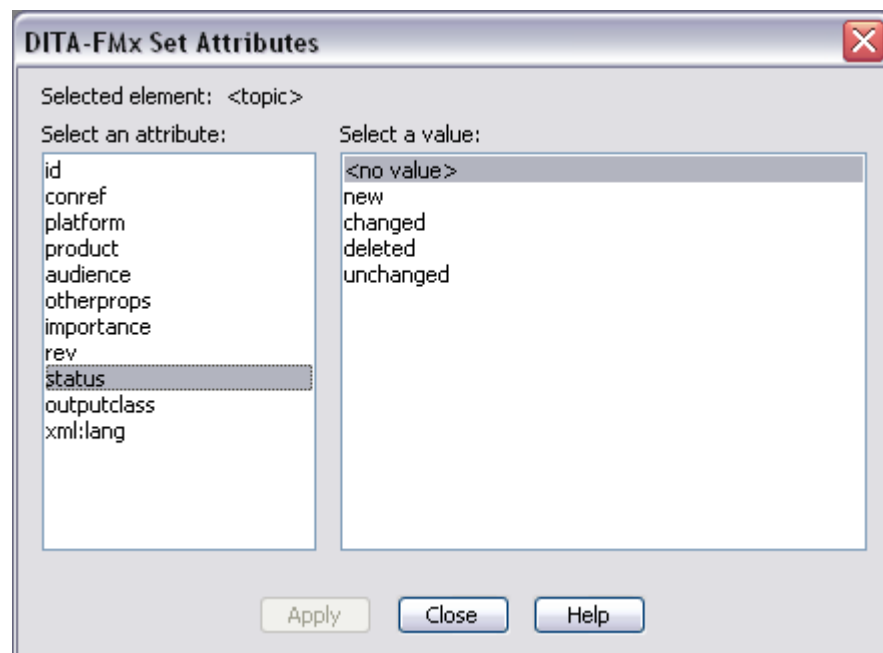 DITA-FMx Set Attributes
Selected element: <topic>
Select an attribute:
id
conref
platform
product
audience
otherprops
importance
rev
status
outputclass
xml:lang
Select a value:
<no value>
new
changed
deleted
unchanged
Apply Close Help